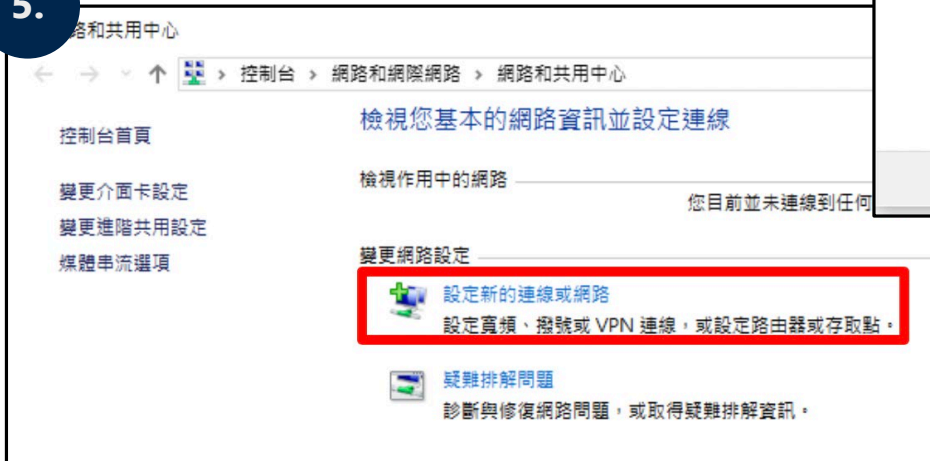 5.
路和共用中心
控制台 › 網路和網際網路 › 網路和共用中心
控制台首頁
變更介面卡設定
變更進階共用設定
媒體串流選項
檢視您基本的網路資訊並設定連線
檢視作用中的網路
您目前並未連線到任何
變更網路設定
設定新的連線或網路
設定寬頻、撥號或 VPN 連線，或設定路由器或存取點。
疑難排解問題
診斷與修復網路問題，或取得疑難排解資訊。